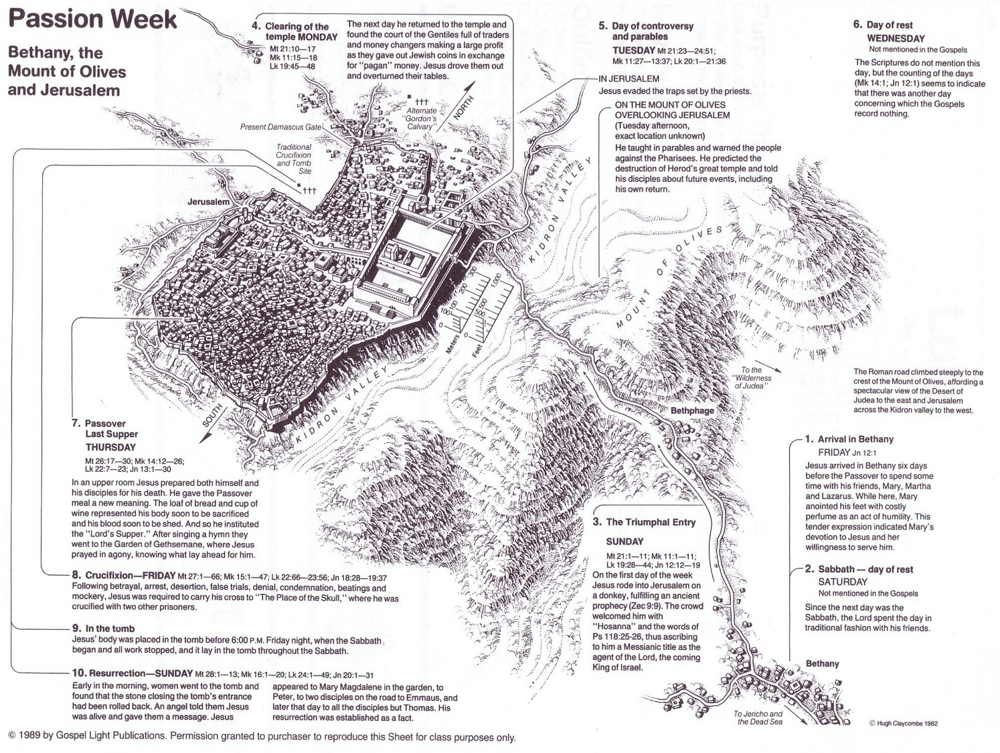 Passion Week
Bethany, the
Mount of Olives
and Jerusalem
4. Clearing of the
temple MONDAY
Mt 21:10—17
Mk 11:15—18
Lk 19:45—48
The next day he returned to the temple and
found the court of the Gentiles full of traders
and money changers making a large profit
as they gave out Jewish coins in exchange
for "pagan" money. Jesus drove them out
and overturned their tables.
5. Day of controversy
and parables
TUESDAY Mt 21:23—24:51;
Mk 11:27—13:37; Lk 20:1—21:36
IN JERUSALEM
Jesus evaded the traps set by the priests.
ON THE MOUNT OF OLIVES
OVERLOOKING JERUSALEM
(Tuesday afternoon,
exact location unknown)
He taught in parables and warned the people
against the Pharisees. He predicted the
destruction of Herod's great temple and told
his disciples about future events, including
his own return.
6. Day of rest
WEDNESDAY
Not mentioned in the Gospels
The Scriptures do not mention this
day, but the counting of the days
(Mk 14:1; Jn 12:1) seems to indicate
that there was another day
concerning which the Gospels
record nothing.
Alternate
"Gordon's
Calvary"
NORTH
Present Damascus Gate
Traditional
Crucifixion
and Tomb
Site
Jerusalem
KIDRON VALLEY
MOUNT OF OLIVES
300
200
100
100
0
Meters
1,000
500
500
0
Feet
KIDRON VALLEY
SOUTH
To the
"Wilderness
of Judea"
Bethphage
The Roman road climbed steeply to the
crest of the Mount of Olives, affording a
spectacular view of the Desert of
Judea to the east and Jerusalem
across the Kidron valley to the west.
7. Passover
Last Supper
THURSDAY
Mt 26:17—30; Mk 14:12—26;
Lk 22:7—23; Jn 13:1—30
In an upper room Jesus prepared both himself and
his disciples for his death. He gave the Passover
meal a new meaning. The loaf of bread and cup of
wine represented his body soon to be sacrificed
and his blood soon to be shed. And so he instituted
the "Lord's Supper." After singing a hymn they
went to the Garden of Gethsemane, where Jesus
prayed in agony, knowing what lay ahead for him.
1. Arrival in Bethany
FRIDAY Jn 12:1
Jesus arrived in Bethany six days
before the Passover to spend some
time with his friends, Mary, Martha
and Lazarus. While here, Mary
anointed his feet with costly
perfume as an act of humility. This
tender expression indicated Mary's
devotion to Jesus and her
willingness to serve him.
3. The Triumphal Entry
SUNDAY
Mt 21:1—11; Mk 11:1—11;
Lk 19:28—44; Jn 12:12—19
On the first day of the week
Jesus rode into Jerusalem on
a donkey, fulfilling an ancient
prophecy (Zec 9:9). The crowd
welcomed him with
"Hosanna" and the words of
Ps 118:25-26, thus ascribing
to him a Messianic title as the
agent of the Lord, the coming
King of Israel.
2. Sabbath — day of rest
SATURDAY
Not mentioned in the Gospels
Since the next day was the
Sabbath, the Lord spent the day in
traditional fashion with his friends.
8. Crucifixion—FRIDAY Mt 27:1—66; Mk 15:1—47; Lk 22:66—23:56; Jn 18:28—19:37
Following betrayal, arrest, desertion, false trials, denial, condemnation, beatings and
mockery, Jesus was required to carry his cross to "The Place of the Skull," where he was
crucified with two other prisoners.
9. In the tomb
Jesus' body was placed in the tomb before 6:00 P.M. Friday night, when the Sabbath
began and all work stopped, and it lay in the tomb throughout the Sabbath.
10. Resurrection—SUNDAY Mt 28:1—13; Mk 16:1—20; Lk 24:1—49; Jn 20:1—31
Early in the morning, women went to the tomb and
found that the stone closing the tomb's entrance
had been rolled back. An angel told them Jesus
was alive and gave them a message. Jesus
appeared to Mary Magdalene in the garden, to
Peter, to two disciples on the road to Emmaus, and
later that day to all the disciples but Thomas. His
resurrection was established as a fact.
Bethany
To Jericho and
the Dead Sea
© Hugh Claycombe 1982
© 1989 by Gospel Light Publications. Permission granted to purchaser to reproduce this Sheet for class purposes only.